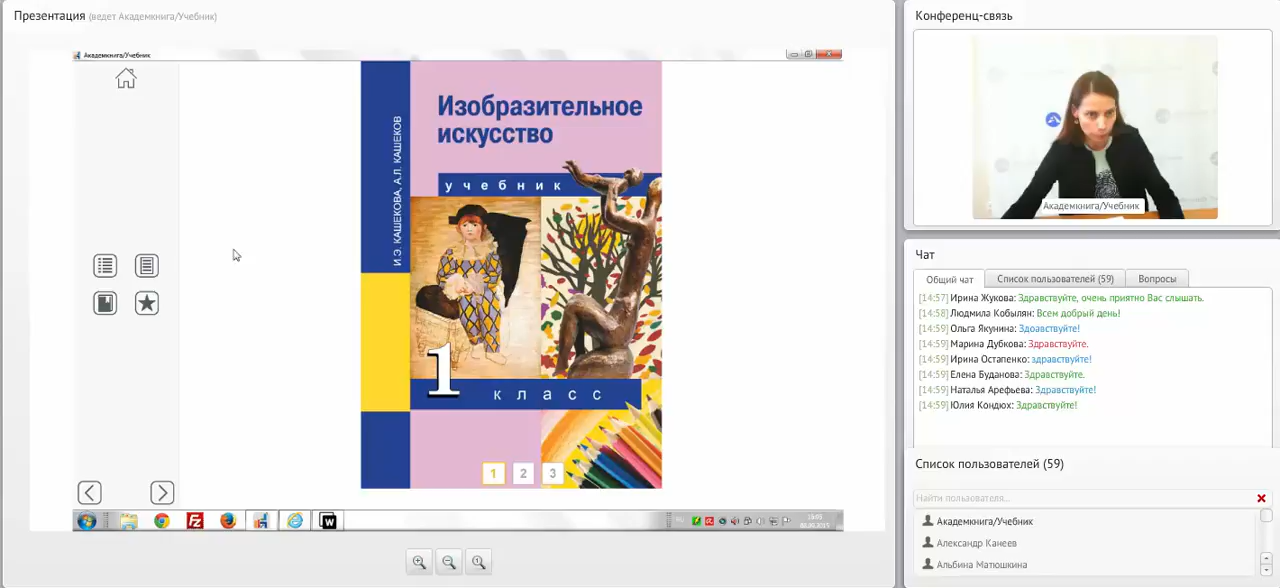 Презентация (ведет Академкнига/Учебник)
Академкнига/Учебник
И.Э. КАШЕКОВА, А.Л. КАШЕКОВ
Изобразительное
искусство
учебник
1
класс
1 2 3
W
Конференц-связь
Академкнига/Учебник
Чат
Общий чат Список пользователей (59) Вопросы
[14:57] Ирина Жукова: Здравствуйте, очень приятно Вас слышать.
[14:58] Людмила Кобылян: Всем добрый день!
[14:59] Ольга Якунина: Здоавствуйте!
[14:59] Марина Дубкова: Здравствуйте.
[14:59] Ирина Остапенко: здравствуйте!
[14:59] Елена Буданова: Здравствуйте.
[14:59] Наталья Арефьева: Здравствуйте!
[14:59] Юлия Кондюх: Здравствуйте!
Список пользователей (59)
Найти пользователя...
Академкнига/Учебник
Александр Канеев
Альбина Матюшкина